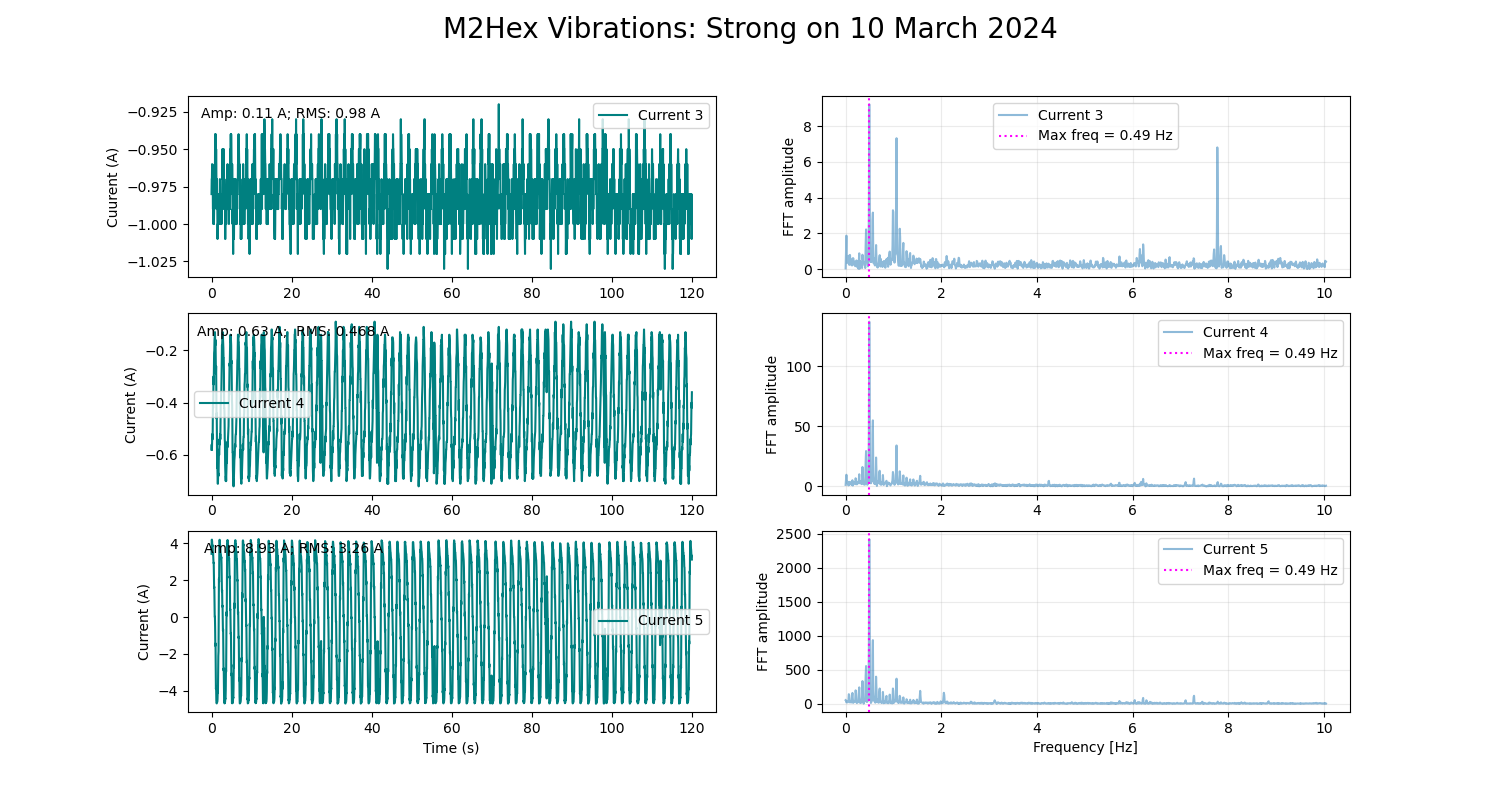 M2Hex Vibrations: Strong on 10 March 2024
Amp: 0.11 A; RMS: 0.98 A
Current 3
−0.925
−0.950
−0.975
−1.000
−1.025
Cuurrent (A)
0 20 40 60 80 100 120
Current 3
Max freq = 0.49 Hz
8
6
4
2
0
FFT amplitude
0 2 4 6 8 10
Amp: 0.63 A; RMS: 0.468 A
Current 4
−0.2
−0.4
−0.6
Current (A)
0 20 40 60 80 100 120
Current 4
Max freq = 0.49 Hz
100
50
0
FFT amplitude
0 2 4 6 8 10
Amp: 8.93 A; RMS: 3.26 A
Current 5
4
2
0
−2
−4
Current (A)
0 20 40 60 80 100 120
Time (s)
Current 5
Max freq = 0.49 Hz
2500
2000
1500
1000
500
0
FFT amplitude
0 2 4 6 8 10
Frequency [Hz]